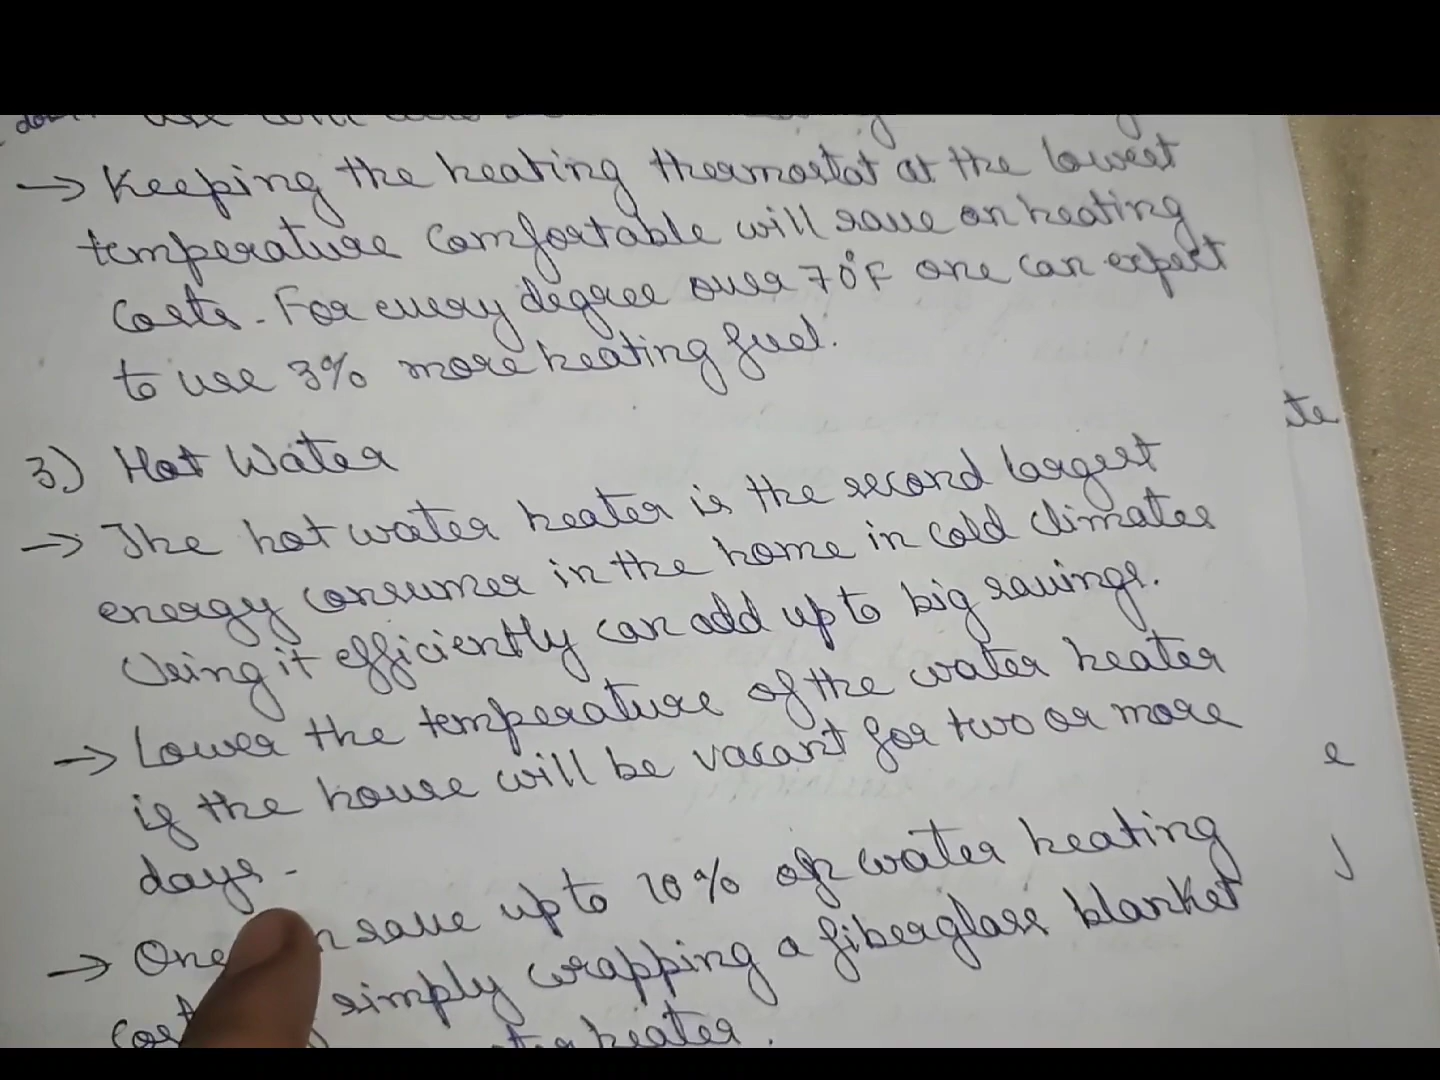 → Keeping the heating thermostat at the lowest
temperature comfortable will save on heating
costs. For every degree over 70°F one can expect
to use 3% more heating fuel.
3) Hot Water
→ The hot water heater is the second largest
energy consumer in the home in cold climates
Using it efficiently can add up to big savings.
→ Lower the temperature of the water heater
if the house will be vacant for two or more
days.
→ One save upto 10% on water heating
simply wrapping a fiberglass blanket
heater.
te
e